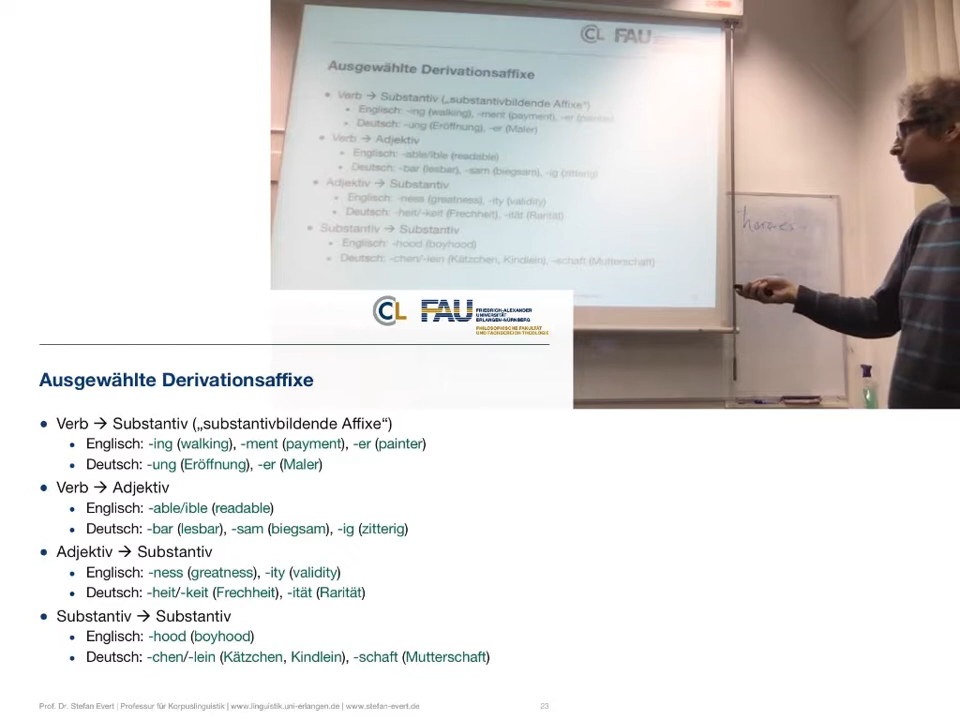 CL FAU
Ausgewählte Derivationsaffixe
• Verb → Substantiv („substantivbildende Affixe“)
• Englisch: -ing (walking), -ment (payment), -er (painter)
• Deutsch: -ung (Eröffnung), -er (Maler)
• Verb → Adjektiv
• Englisch: -able/ible (readable)
• Deutsch: -bar (lesbar), -sam (biegsam), -ig (zitterig)
• Adjektiv → Substantiv
• Englisch: -ness (greatness), -ity (validity)
• Deutsch: -heit/-keit (Frechheit), -ität (Rarität)
• Substantiv → Substantiv
• Englisch: -hood (boyhood)
• Deutsch: -chen/-lein (Kätzchen, Kindlein), -schaft (Mutterschaft)
CL FAU FRIEDRICH-ALEXANDER
UNIVERSITÄT
ERLANGEN-NÜRNBERG
PHILOSOPHISCHE FAKULTÄT
UND FACHBEREICH THEOLOGIE
Ausgewählte Derivationsaffixe
• Verb → Substantiv („substantivbildende Affixe“)
• Englisch: -ing (walking), -ment (payment), -er (painter)
• Deutsch: -ung (Eröffnung), -er (Maler)
• Verb → Adjektiv
• Englisch: -able/ible (readable)
• Deutsch: -bar (lesbar), -sam (biegsam), -ig (zitterig)
• Adjektiv → Substantiv
• Englisch: -ness (greatness), -ity (validity)
• Deutsch: -heit/-keit (Frechheit), -ität (Rarität)
• Substantiv → Substantiv
• Englisch: -hood (boyhood)
• Deutsch: -chen/-lein (Kätzchen, Kindlein), -schaft (Mutterschaft)
Prof. Dr. Stefan Evert | Professur für Korpuslinguistik | www.linguistik.uni-erlangen.de | www.stefan-evert.de 23